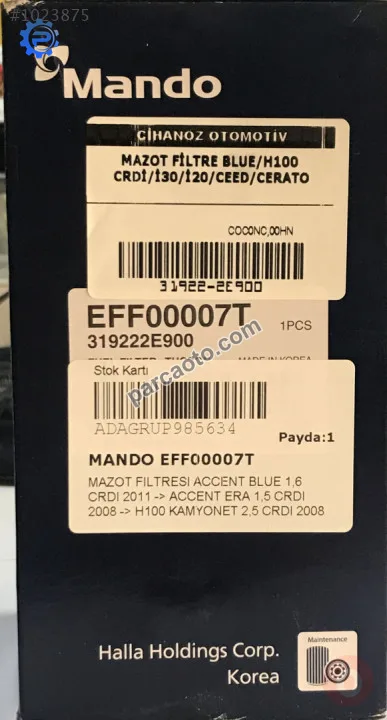 #1023875
Mando
CİHANOZ OTOMOTİV
MAZOT FİLTRE BLUE/H100
CRDİ/İ30/İ20/CEED/CERATO
COCONC,00HN
31922-2E900
EFF00007T
1PCS
319222E900
MADE IN KOREA
Stok Kartı
parcaoto.com
ADAGRUP985634
Payda:1
MANDO EFF00007T
MAZOT FILTRESI ACCENT BLUE 1,6
CRDI 2011 -> ACCENT ERA 1,5 CRDI
2008 -> H100 KAMYONET 2,5 CRDI 2008
Halla Holdings Corp.
Korea
Maintenance